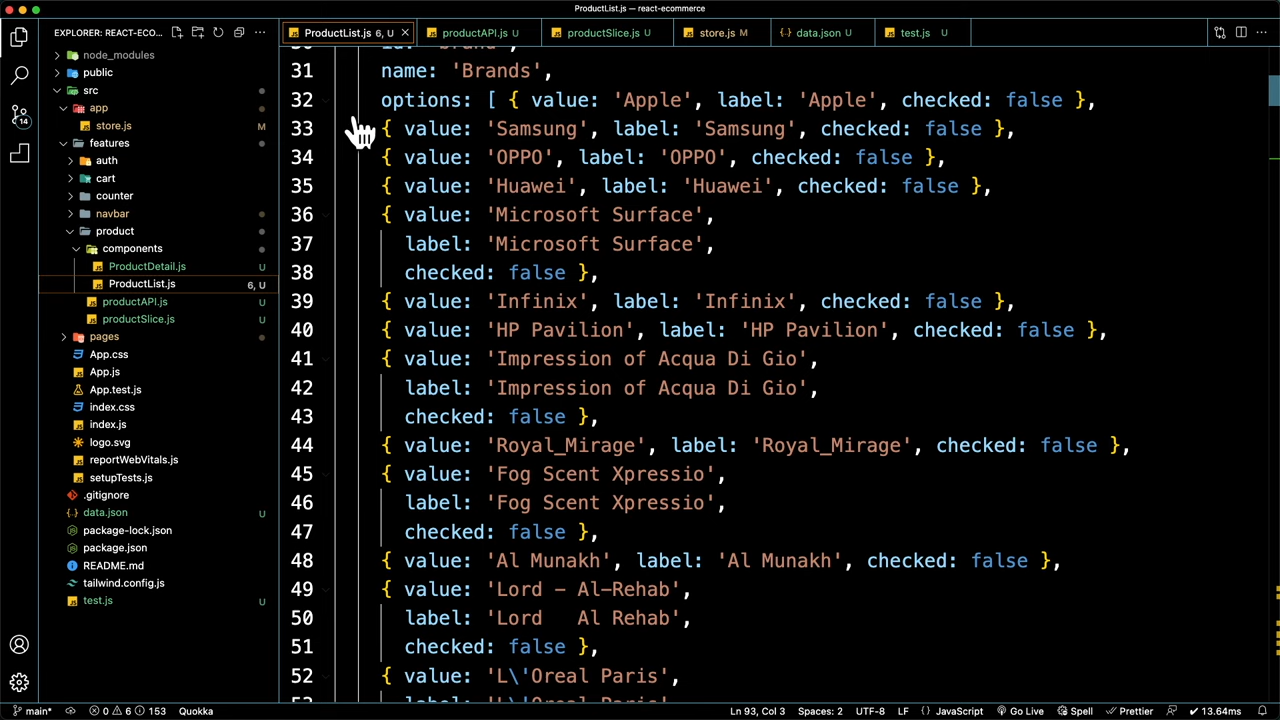 ProductList.js — react-ecommerce
EXPLORER: REACT-ECO...
node_modules
public
src
app
store.js M
features
auth
cart
counter
navbar
product
components
ProductDetail.js U
ProductList.js 6, U
productAPI.js U
productSlice.js U
pages
App.css
App.js
App.test.js
index.css
index.js
logo.svg
reportWebVitals.js
setupTests.js
.gitignore
data.json U
package-lock.json
package.json
README.md
tailwind.config.js
test.js U
14
ProductList.js 6, U
productAPI.js U
productSlice.js U
store.js M
data.json U
test.js U
30 id: 'brand',
31 name: 'Brands',
32 options: [ { value: 'Apple', label: 'Apple', checked: false },
33 { value: 'Samsung', label: 'Samsung', checked: false },
34 { value: 'OPPO', label: 'OPPO', checked: false },
35 { value: 'Huawei', label: 'Huawei', checked: false },
36 { value: 'Microsoft Surface',
37 label: 'Microsoft Surface',
38 checked: false },
39 { value: 'Infinix', label: 'Infinix', checked: false },
40 { value: 'HP Pavilion', label: 'HP Pavilion', checked: false },
41 { value: 'Impression of Acqua Di Gio',
42 label: 'Impression of Acqua Di Gio',
43 checked: false },
44 { value: 'Royal_Mirage', label: 'Royal_Mirage', checked: false },
45 { value: 'Fog Scent Xpressio',
46 label: 'Fog Scent Xpressio',
47 checked: false },
48 { value: 'Al Munakh', label: 'Al Munakh', checked: false },
49 { value: 'Lord - Al-Rehab',
50 label: 'Lord   Al Rehab',
51 checked: false },
52 { value: 'L\'Oreal Paris',
53 label: 'L\'Oreal Paris',
main* 0 6 153 Quokka Ln 93, Col 3 Spaces: 2 UTF-8 LF { } JavaScript Go Live Spell Prettier 13.64ms